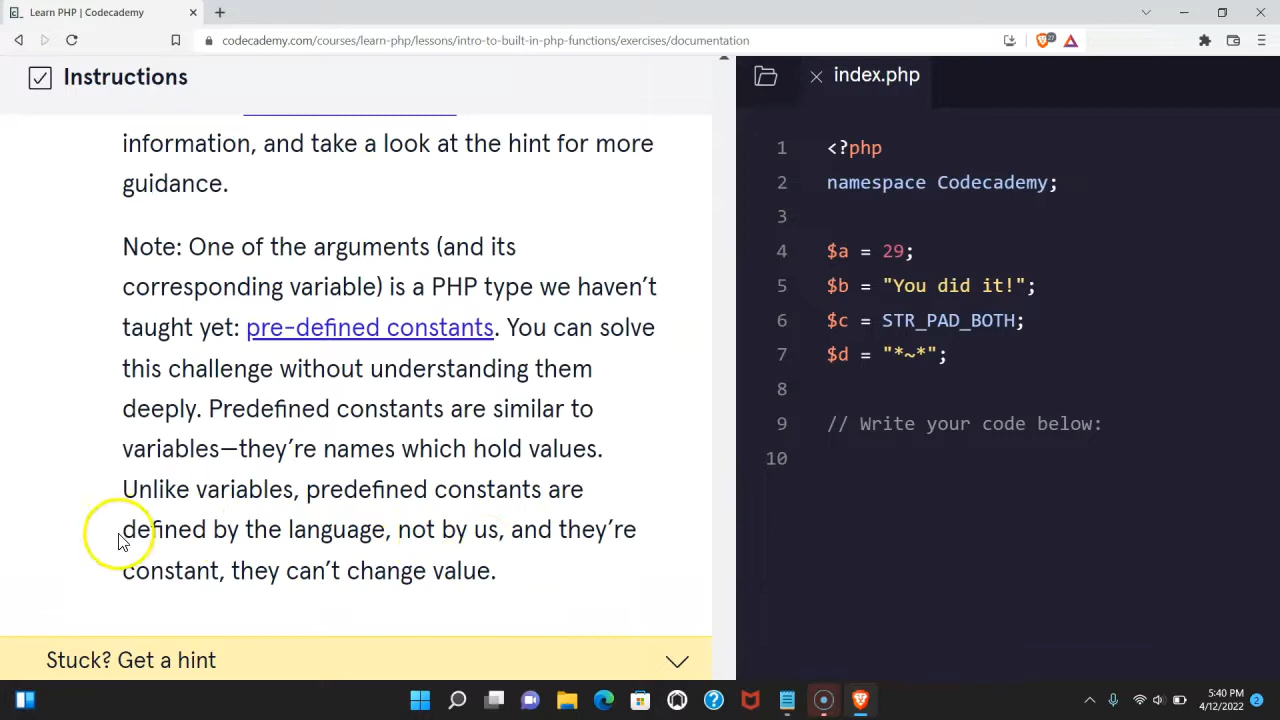 Learn PHP | Codecademy
codecademy.com/courses/learn-php/lessons/intro-to-built-in-php-functions/exercises/documentation
Instructions
information, and take a look at the hint for more
guidance.
Note: One of the arguments (and its
corresponding variable) is a PHP type we haven’t
taught yet: pre-defined constants. You can solve
this challenge without understanding them
deeply. Predefined constants are similar to
variables—they’re names which hold values.
Unlike variables, predefined constants are
defined by the language, not by us, and they’re
constant, they can’t change value.
Stuck? Get a hint
index.php
1 <?php
2 namespace Codecademy;
3
4 $a = 29;
5 $b = "You did it!";
6 $c = STR_PAD_BOTH;
7 $d = "*~*";
8
9 // Write your code below:
10
5:40 PM
4/12/2022
2